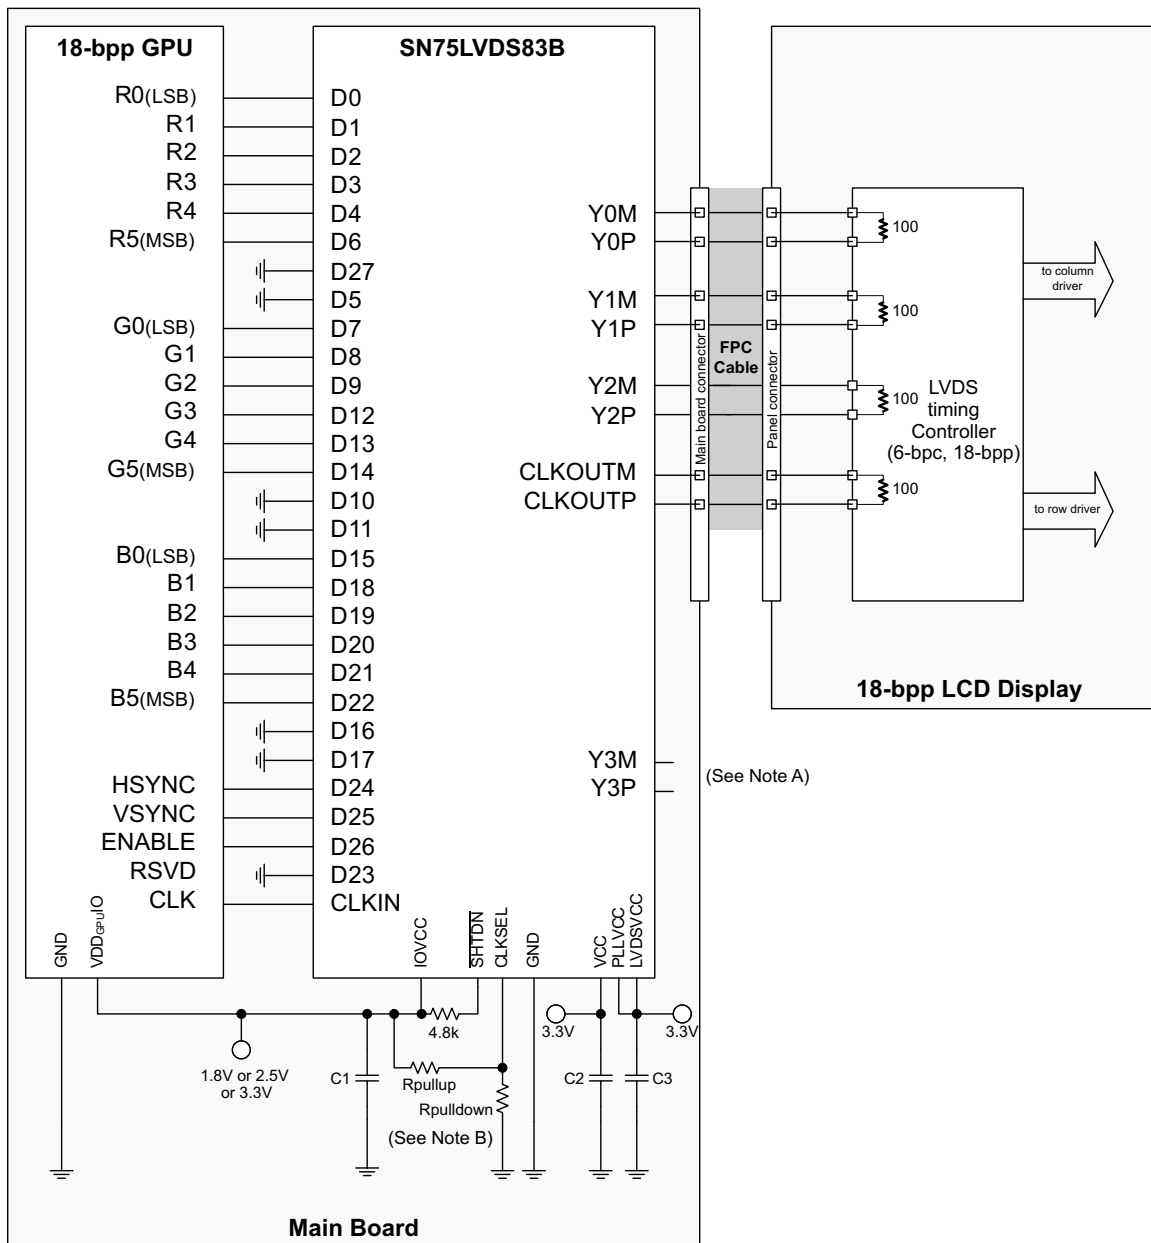 18-bpp GPU
SN75LVDS83B
R0(LSB)
R1
R2
R3
R4
R5(MSB)
G0(LSB)
G1
G2
G3
G4
G5(MSB)
B0(LSB)
B1
B2
B3
B4
B5(MSB)
HSYNC
VSYNC
ENABLE
RSVD
CLK
GND
VDDGPUIO
D0
D1
D2
D3
D4
D6
D27
D5
D7
D8
D9
D12
D13
D14
D10
D11
D15
D18
D19
D20
D21
D22
D16
D17
D24
D25
D26
D23
CLKIN
IOVCC
SHTDN
CLKSEL
GND
VCC
PLLVCC
LVDSVCC
Y0M
Y0P
Y1M
Y1P
Y2M
Y2P
CLKOUTM
CLKOUTP
Y3M
Y3P
(See Note A)
Main board connector
FPC
Cable
Panel connector
100
100
100
100
LVDS
timing
Controller
(6-bpc, 18-bpp)
to column
driver
to row driver
18-bpp LCD Display
1.8V or 2.5V
or 3.3V
C1
4.8k
Rpullup
Rpulldown
(See Note B)
3.3V
3.3V
C2
C3
Main Board